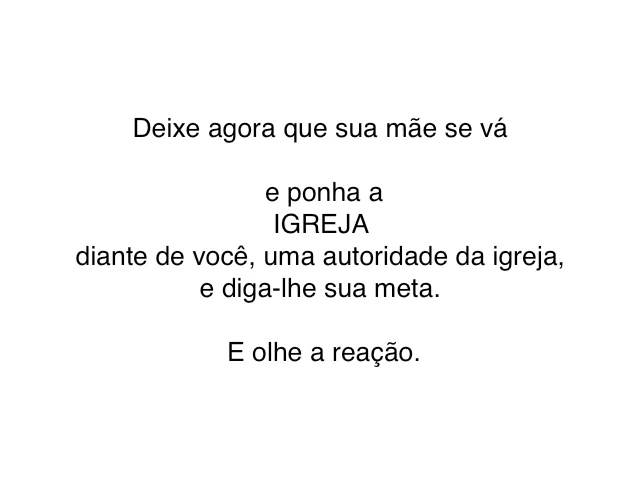 Deixe agora que sua mãe se vá
e ponha a
IGREJA
diante de você, uma autoridade da igreja,
e diga-lhe sua meta.
E olhe a reação.